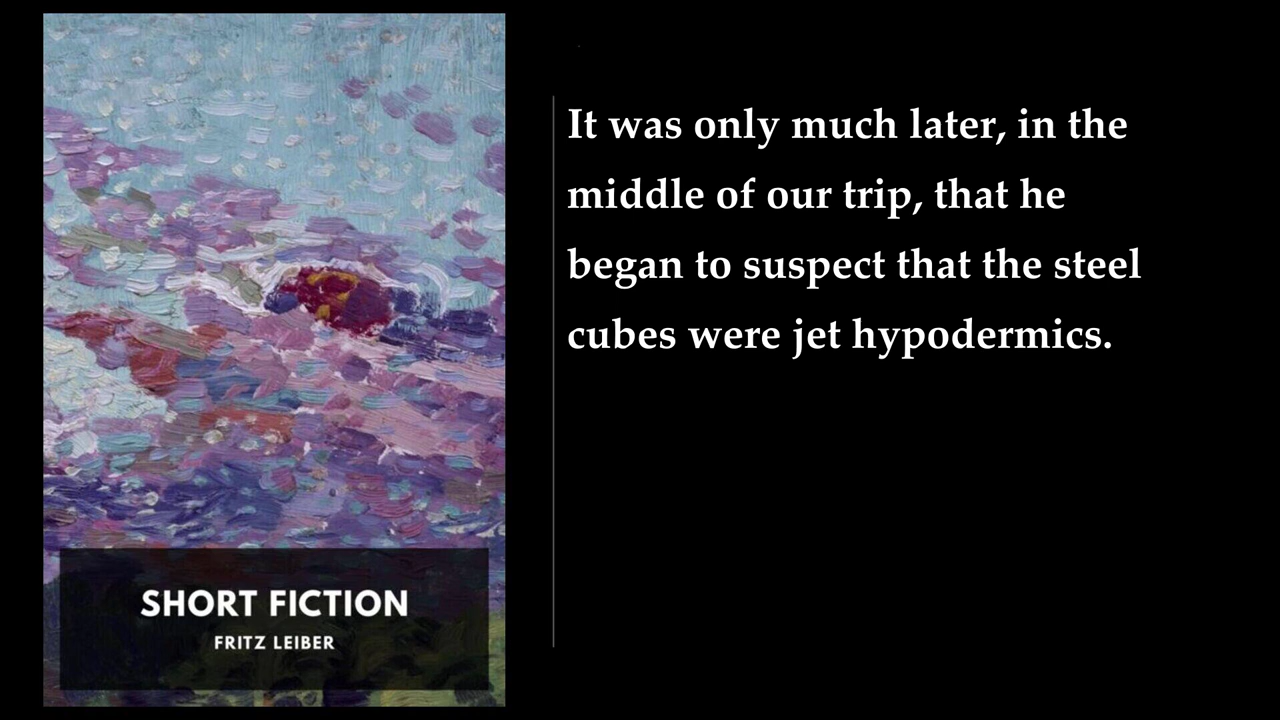 It was only much later, in the
middle of our trip, that he
began to suspect that the steel
cubes were jet hypodermics.
SHORT FICTION
FRITZ LEIBER